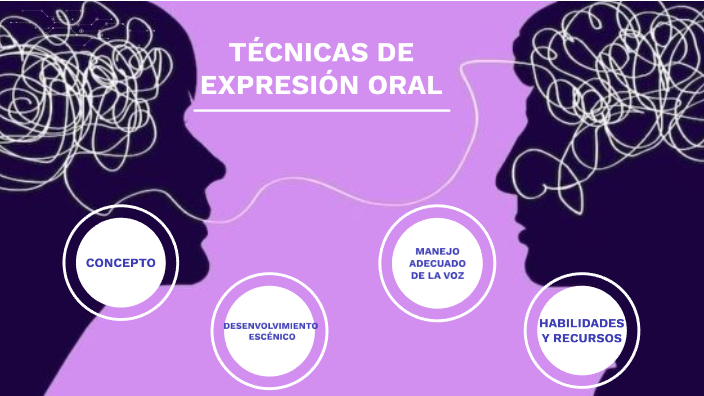 TÉCNICAS DE
EXPRESIÓN ORAL
CONCEPTO
DESENVOLVIMIENTO
ESCÉNICO
MANEJO
ADECUADO
DE LA VOZ
HABILIDADES
Y RECURSOS